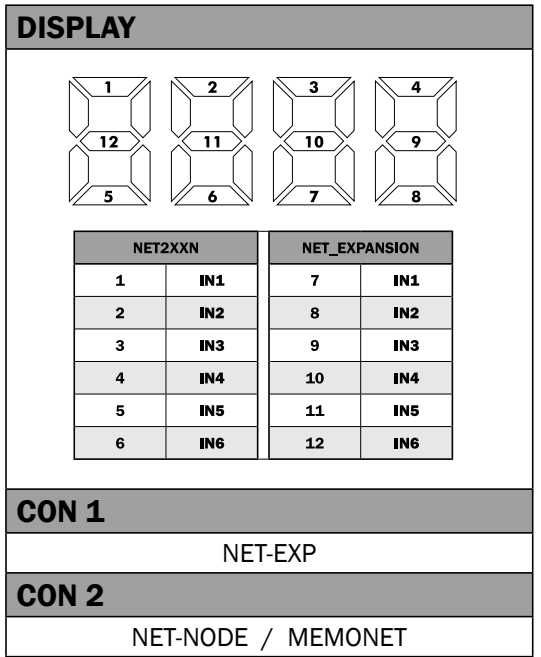 DISPLAY
1 2 3 4
12 11 10 9
5 6 7 8
NET2XXN NET_EXPANSION
1 IN1 7 IN1
2 IN2 8 IN2
3 IN3 9 IN3
4 IN4 10 IN4
5 IN5 11 IN5
6 IN6 12 IN6
CON 1
NET-EXP
CON 2
NET-NODE / MEMONET